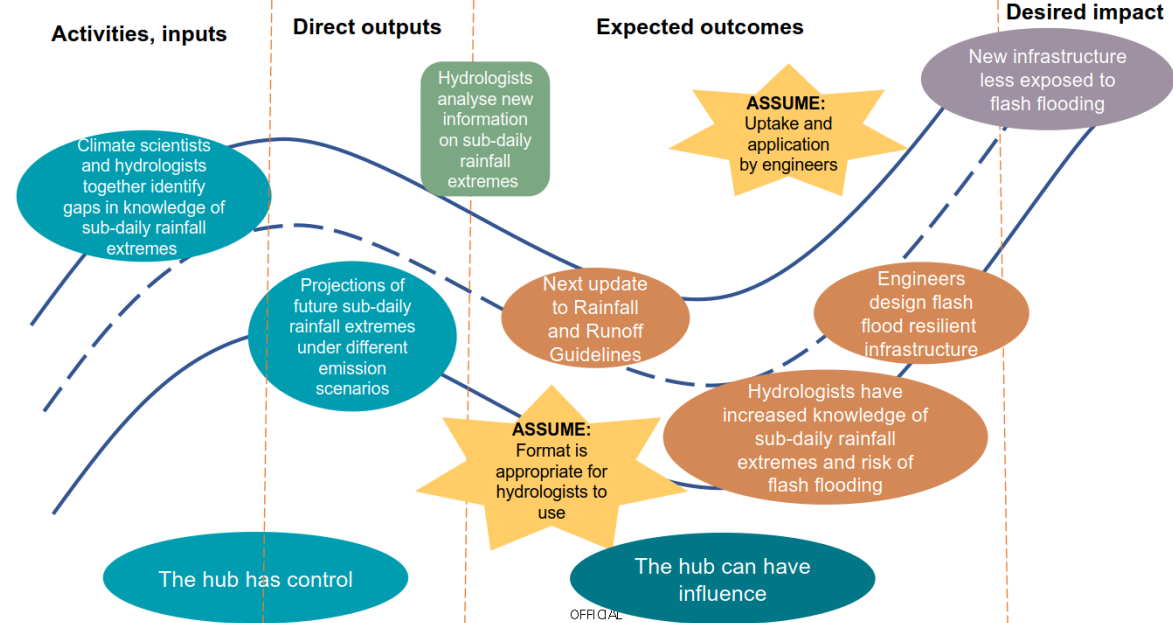 Activities, inputs
Direct outputs
Expected outcomes
Desired impact
Climate scientists
and hydrologists
together identify
gaps in knowledge of
sub-daily rainfall
extremes
Projections of
future sub-daily
rainfall extremes
under different
emission
scenarios
Hydrologists
analyse new
information
on sub-daily
rainfall
extremes
ASSUME:
Format is
appropriate for
hydrologists to
use
Next update
to Rainfall
and Runoff
Guidelines
ASSUME:
Uptake and
application
by engineers
Hydrologists have
increased knowledge of
sub-daily rainfall
extremes and risk of
flash flooding
Engineers
design flash
flood resilient
infrastructure
New infrastructure
less exposed to
flash flooding
The hub has control
The hub can have
influence
OFFICIAL